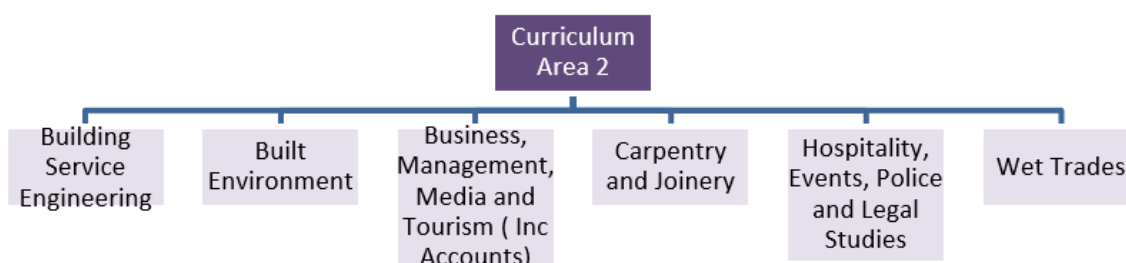 Curriculum
Area 2
Building
Service
Engineering
Built
Environment
Business,
Management,
Media and
Tourism ( Inc
Accounts)
Carpentry
and Joinery
Hospitality,
Events, Police
and Legal
Studies
Wet Trades